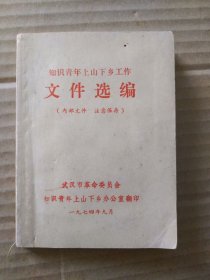 知识青年上山下乡工作
文件选编
（内部文件 注意保存）
武汉市革命委员会
知识青年上山下乡办公室翻印
一九七四年九月